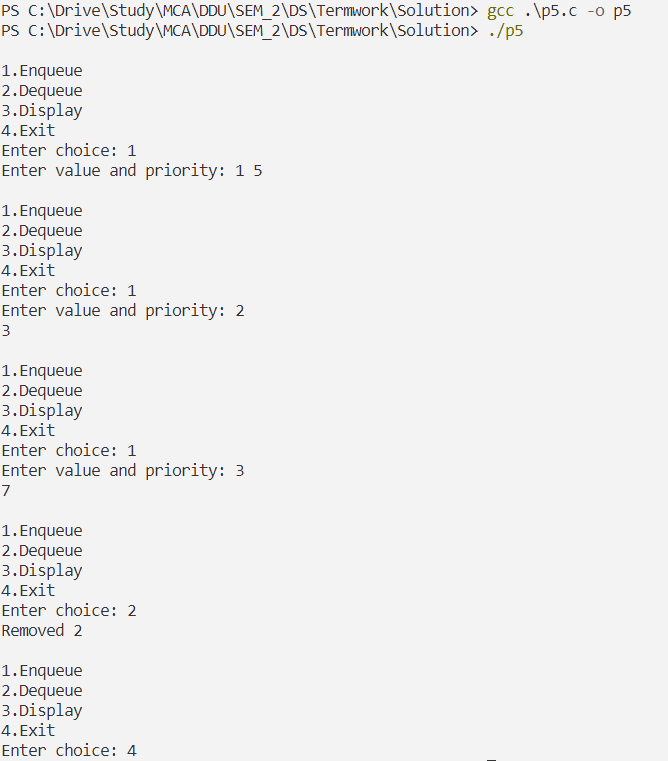 PS C:\Drive\Study\MCA\DDU\SEM_2\DS\Termwork\Solution> gcc .\p5.c -o p5
PS C:\Drive\Study\MCA\DDU\SEM_2\DS\Termwork\Solution> ./p5

1.Enqueue
2.Dequeue
3.Display
4.Exit
Enter choice: 1
Enter value and priority: 1 5

1.Enqueue
2.Dequeue
3.Display
4.Exit
Enter choice: 1
Enter value and priority: 2
3

1.Enqueue
2.Dequeue
3.Display
4.Exit
Enter choice: 1
Enter value and priority: 3
7

1.Enqueue
2.Dequeue
3.Display
4.Exit
Enter choice: 2
Removed 2

1.Enqueue
2.Dequeue
3.Display
4.Exit
Enter choice: 4